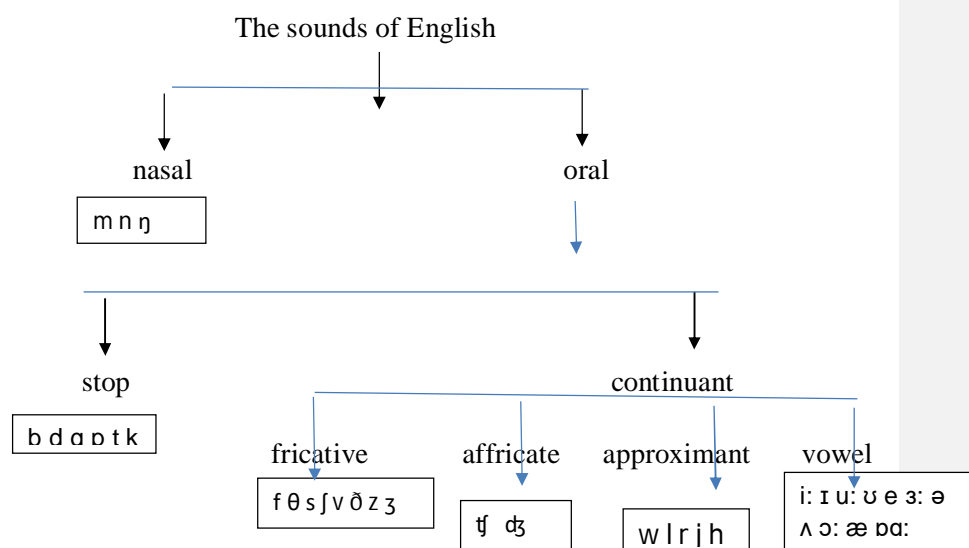 The sounds of English
nasal oral
m n ŋ
stop continuant
b d ɡ p t k
fricative affricate approximant vowel
f θ s ʃ v ð z ʒ
ʧ ʤ
w l r j h
i: ɪ u: ʊ e ɜ: ə
ʌ ɔ: æ ɒɑ: